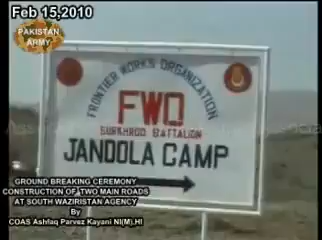 Feb 15,2010
PAKISTAN
ARMY
FRONTIER WORKS ORGANIZATION
FWO
SURKHROD BATTALION
JANDOLA CAMP
GROUND BREAKING CEREMONY
CONSTRUCTION OF TWO MAIN ROADS
AT SOUTH WAZIRISTAN AGENCY
By
COAS Ashfaq Parvez Kayani NI(M),HI